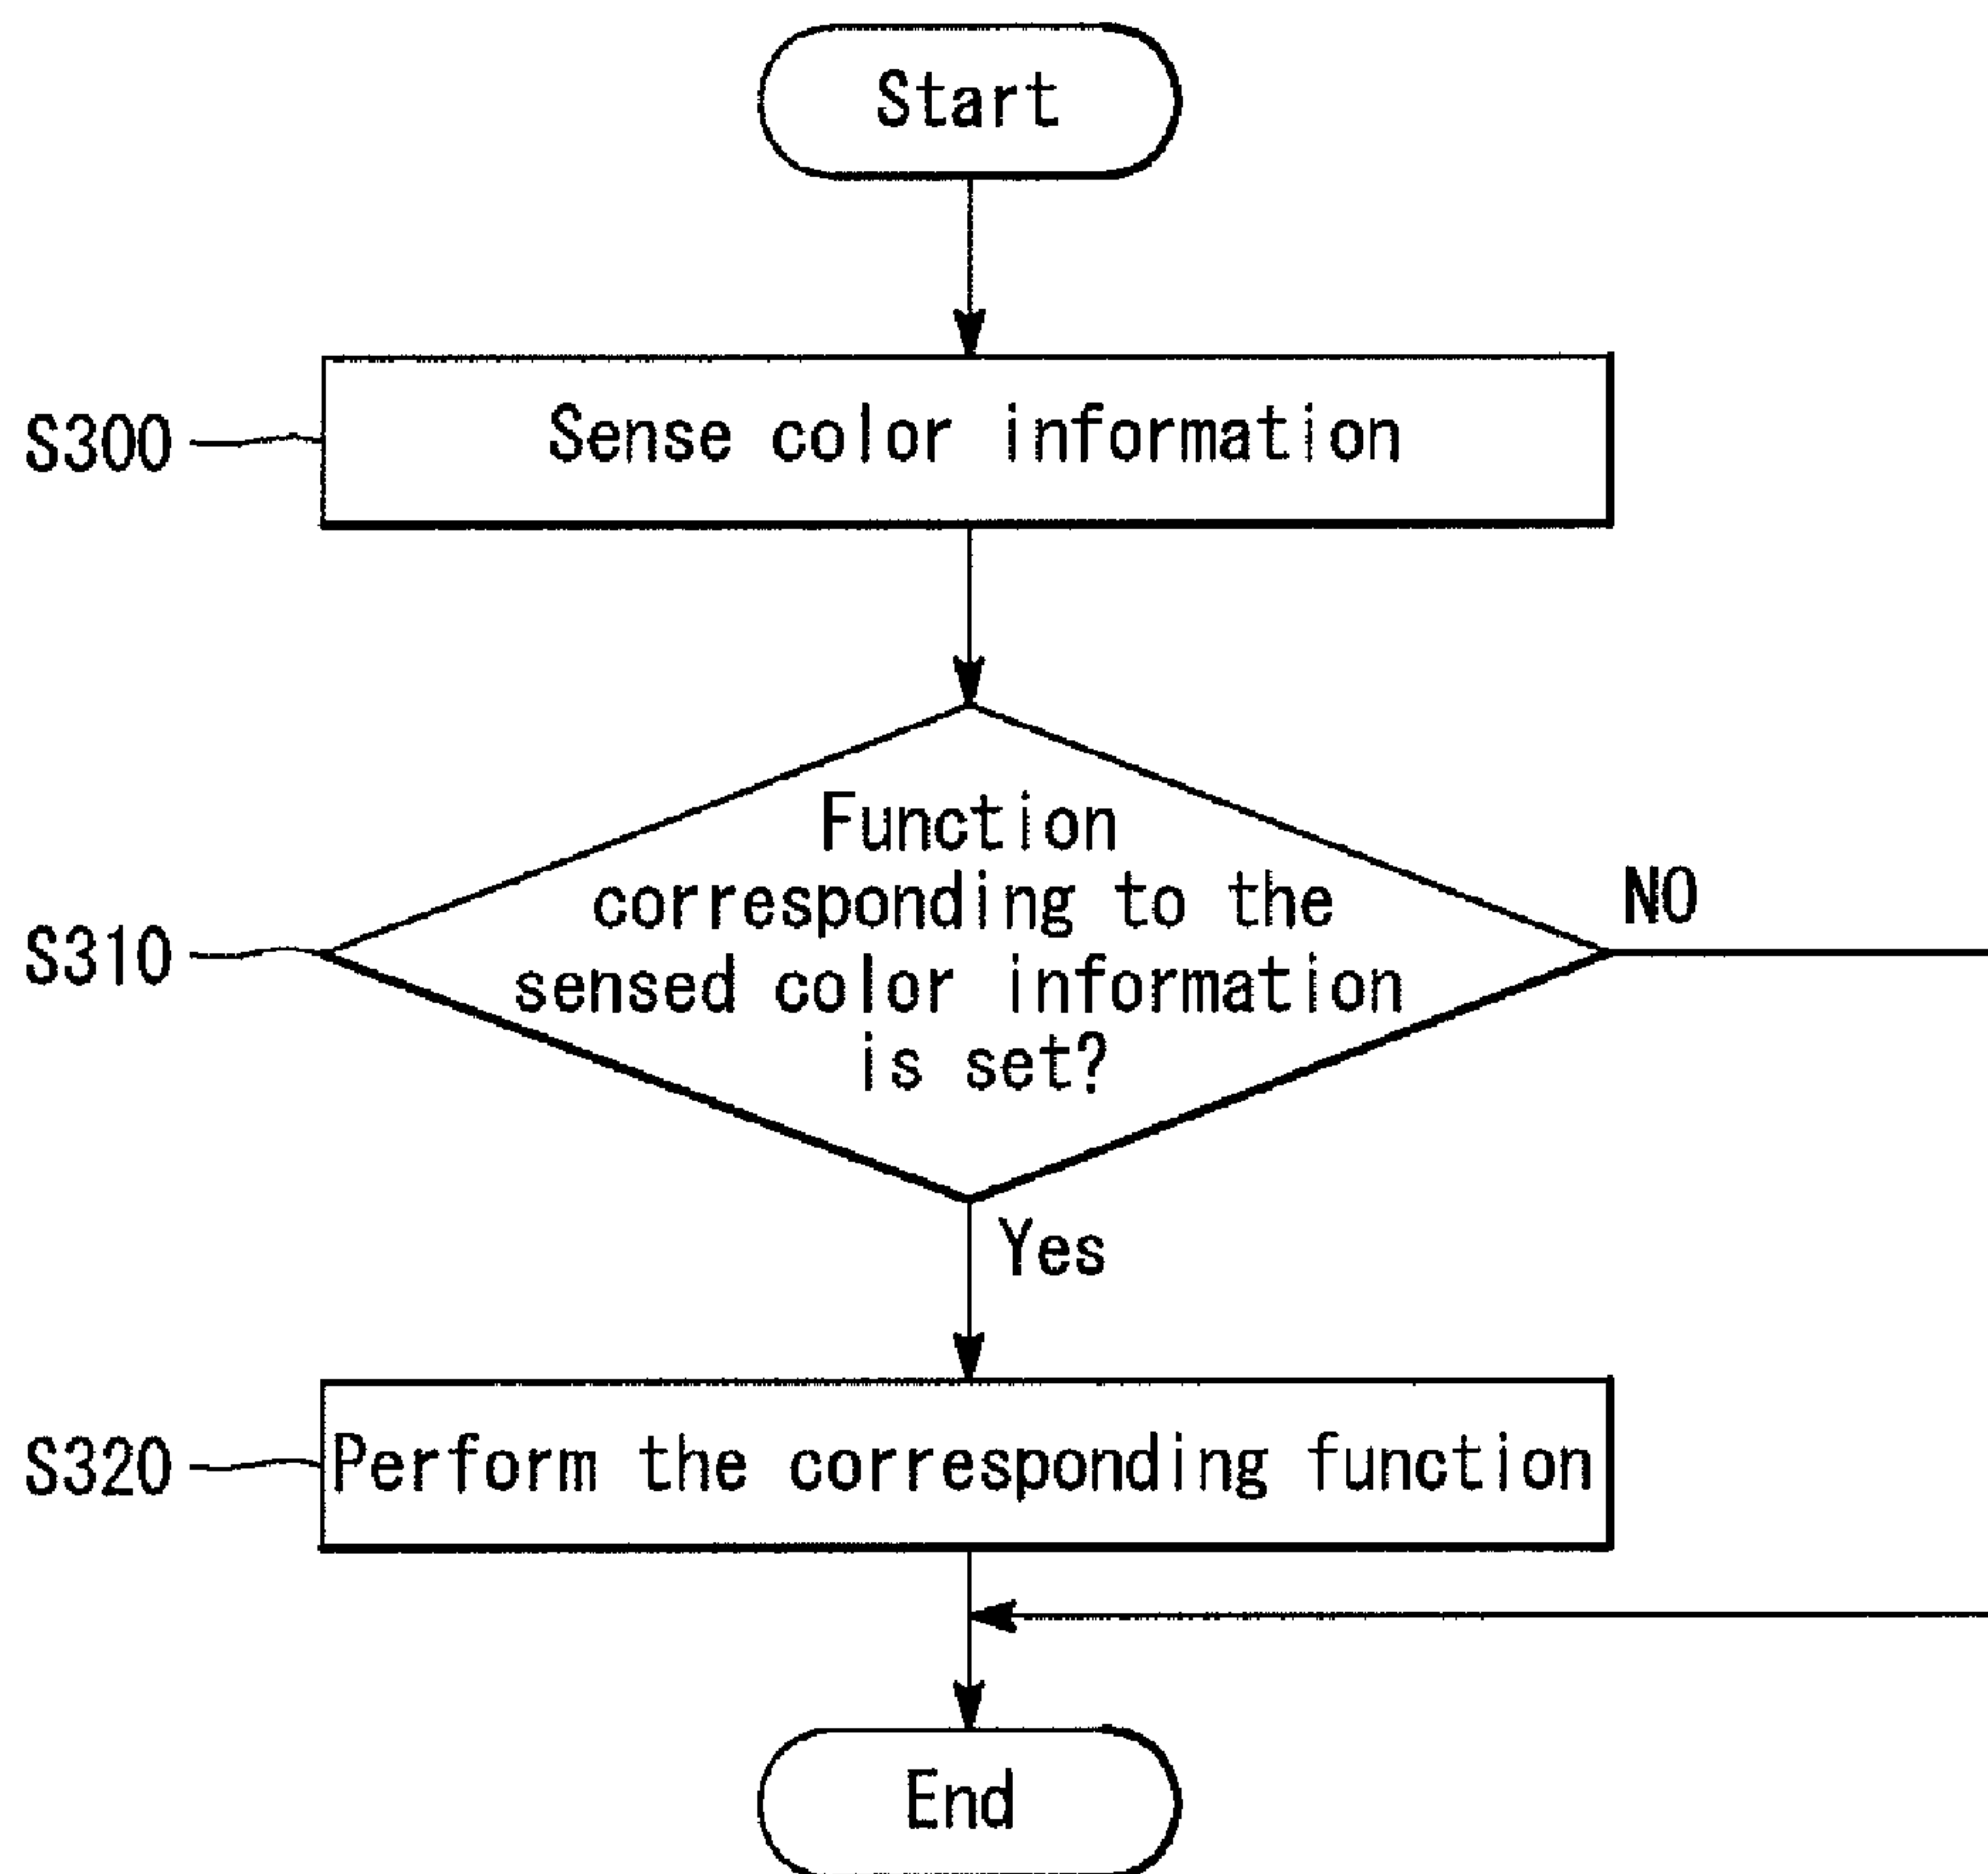 Start
S300
Sense color information
Function
corresponding to the
sensed color information
is set?
S310
NO
Yes
S320
Perform the corresponding function
End